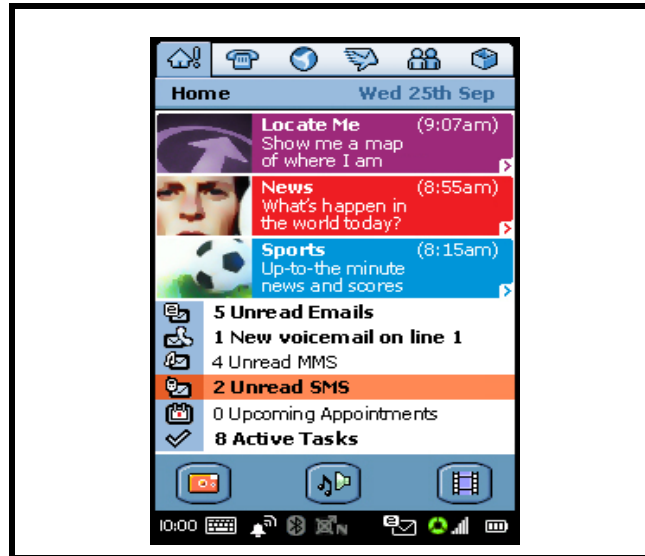 Home Wed 25th Sep
Locate Me (9:07am)
Show me a map
of where I am
News (8:55am)
What's happen in
the world today?
Sports (8:15am)
Up-to-the minute
news and scores
5 Unread Emails
1 New voicemail on line 1
4 Unread MMS
2 Unread SMS
0 Upcoming Appointments
8 Active Tasks
10:00 N